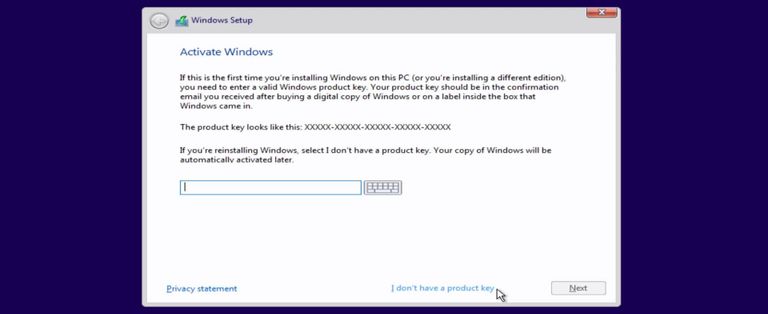 Windows Setup
Activate Windows
If this is the first time you're installing Windows on this PC (or you're installing a different edition),
you need to enter a valid Windows product key. Your product key should be in the confirmation
email you received after buying a digital copy of Windows or on a label inside the box that
Windows came in.
The product key looks like this: XXXXX-XXXXX-XXXXX-XXXXX-XXXXX
If you're reinstalling Windows, select I don't have a product key. Your copy of Windows will be
automatically activated later.
Privacy statement
I don't have a product key
Next